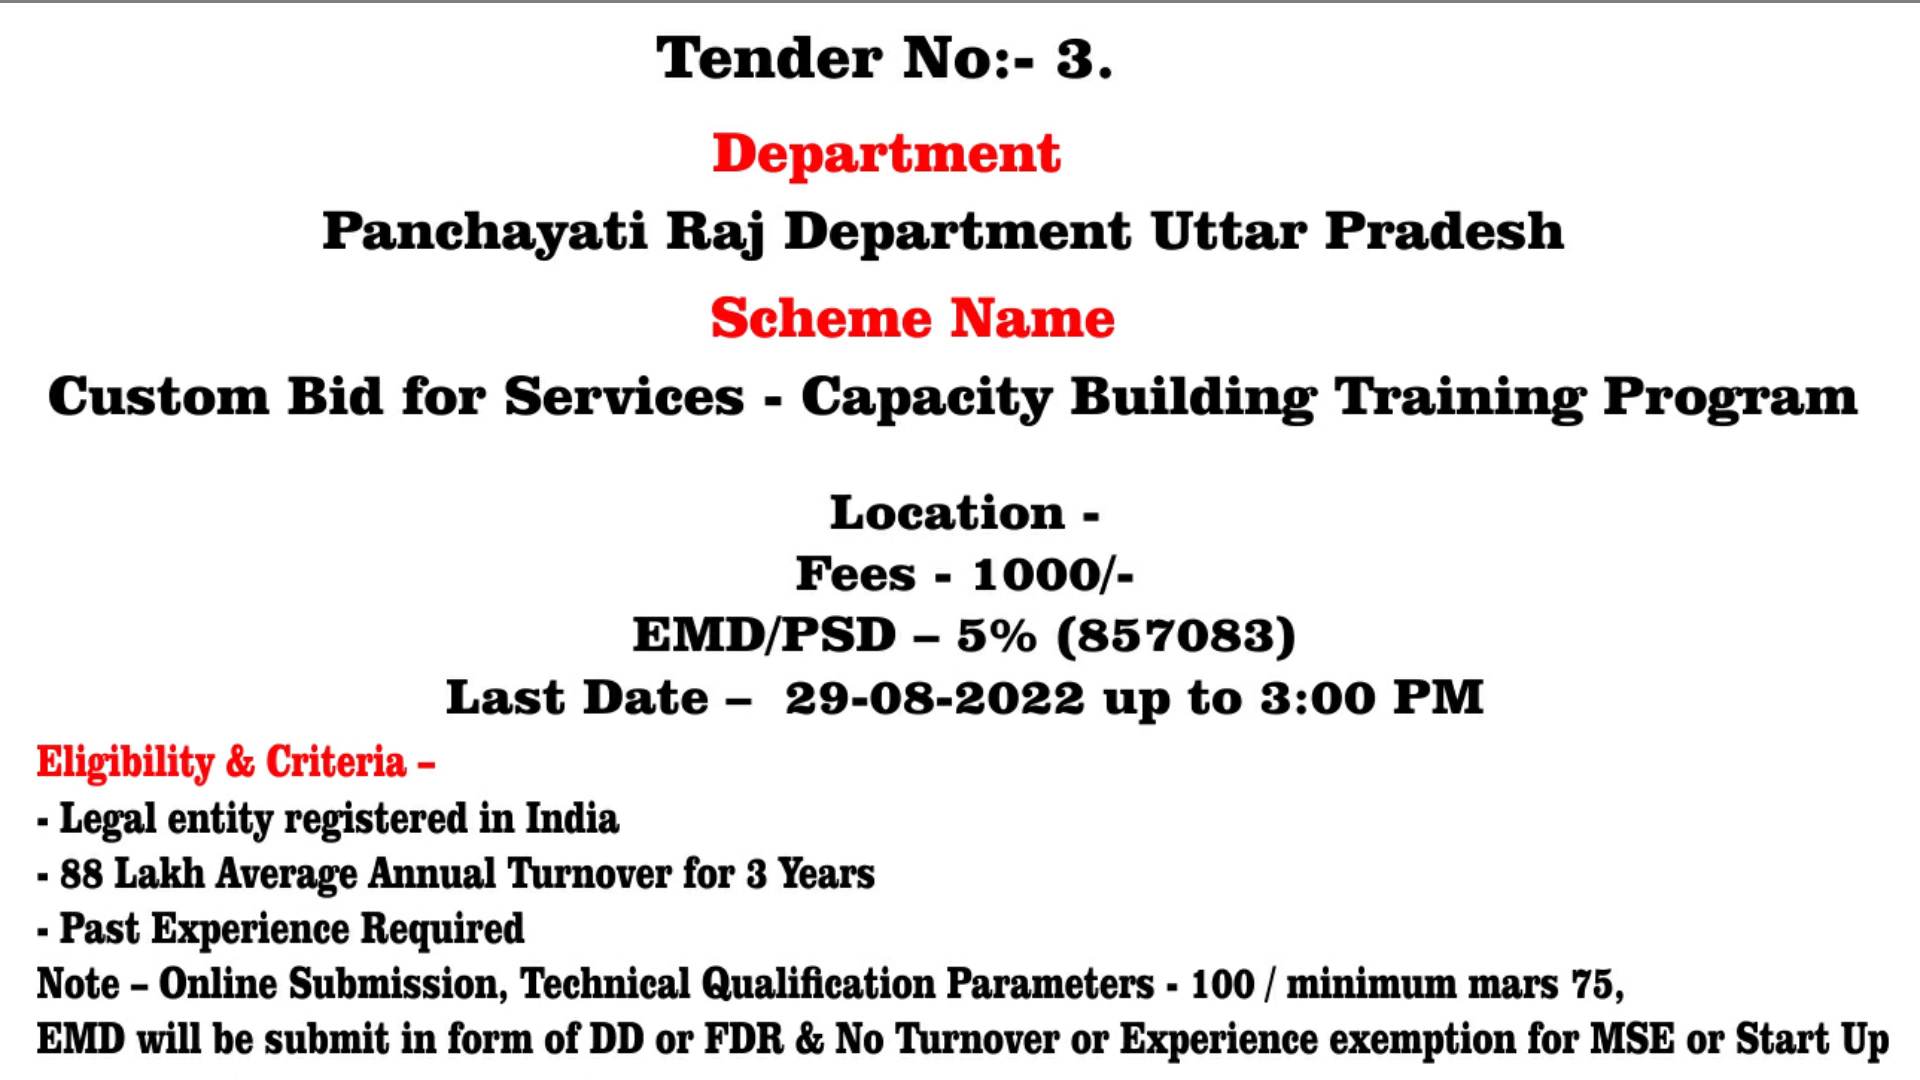 Tender No:- 3.
Department
Panchayati Raj Department Uttar Pradesh
Scheme Name
Custom Bid for Services - Capacity Building Training Program
Location -
Fees - 1000/-
EMD/PSD – 5% (857083)
Last Date – 29-08-2022 up to 3:00 PM
Eligibility & Criteria –
- Legal entity registered in India
- 88 Lakh Average Annual Turnover for 3 Years
- Past Experience Required
Note – Online Submission, Technical Qualification Parameters - 100 / minimum mars 75,
EMD will be submit in form of DD or FDR & No Turnover or Experience exemption for MSE or Start Up